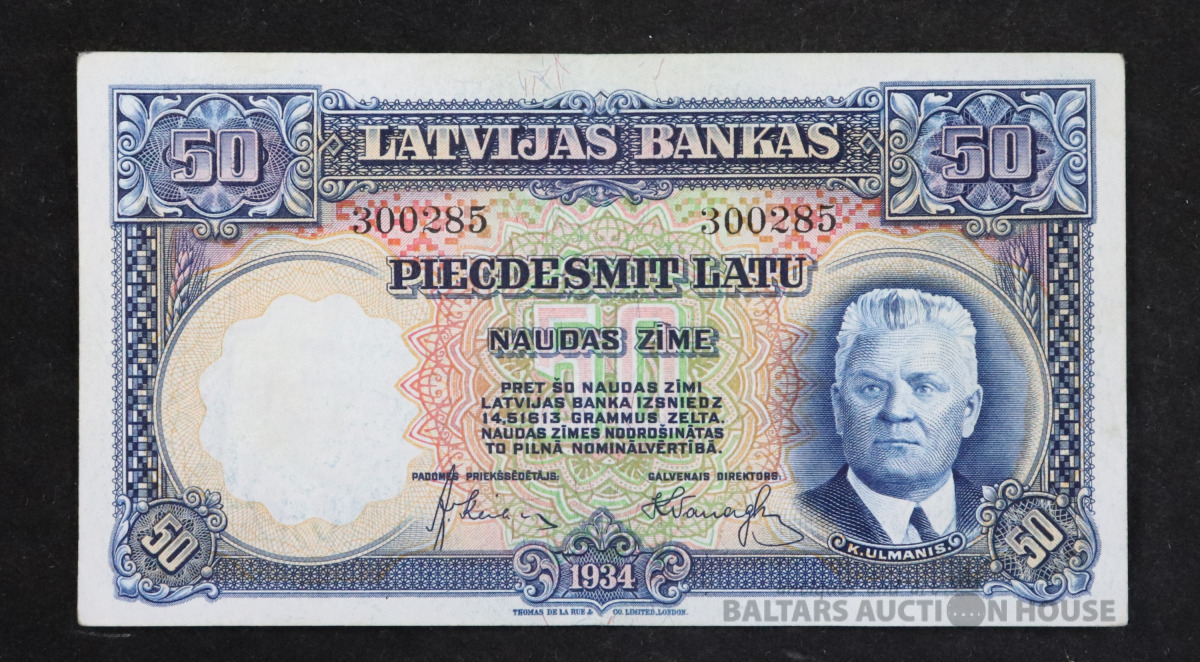 50 LATVIJAS BANKAS 50
300285 300285
PIECDESMIT LATU
50
NAUDAS ZĪME
PRET ŠO NAUDAS ZĪMI
LATVIJAS BANKA IZSNIEDZ
14,51613 GRAMMUS ZELTA.
NAUDAS ZĪMES NODROŠINĀTAS
TO PILNĀ NOMINĀLVĒRTĪBĀ.
PADOMES PRIEKŠSĒDĒTĀJS: GALVENAIS DIREKTORS:
50 50
K. ULMANIS.
1934
THOMAS DE LA RUE & CO. LIMITED, LONDON.
BALTARS AUCTION HOUSE